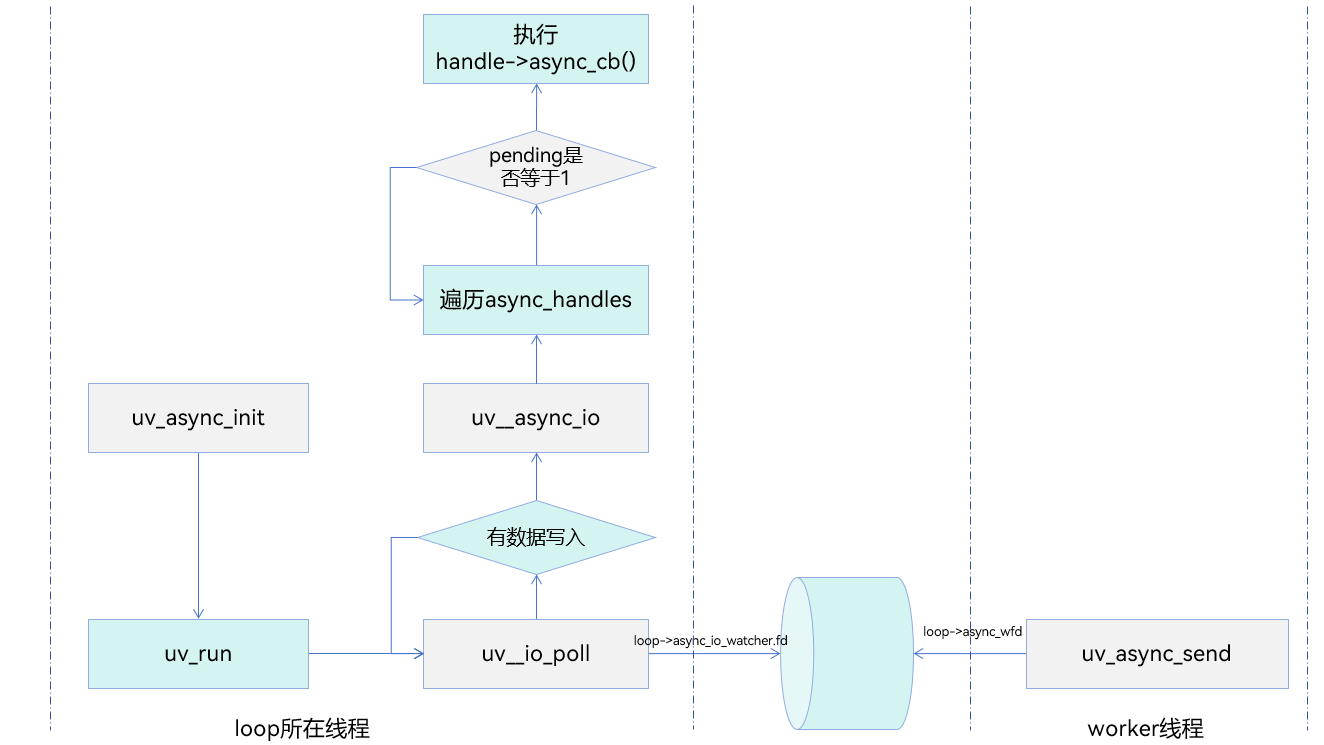 执行
handle->async_cb()
pending是
否等于1
遍历async_handles
uv_async_init
uv__async_io
有数据写入
uv_run
uv__io_poll
loop->async_io_watcher.fd
loop->async_wfd
uv_async_send
loop所在线程
worker线程